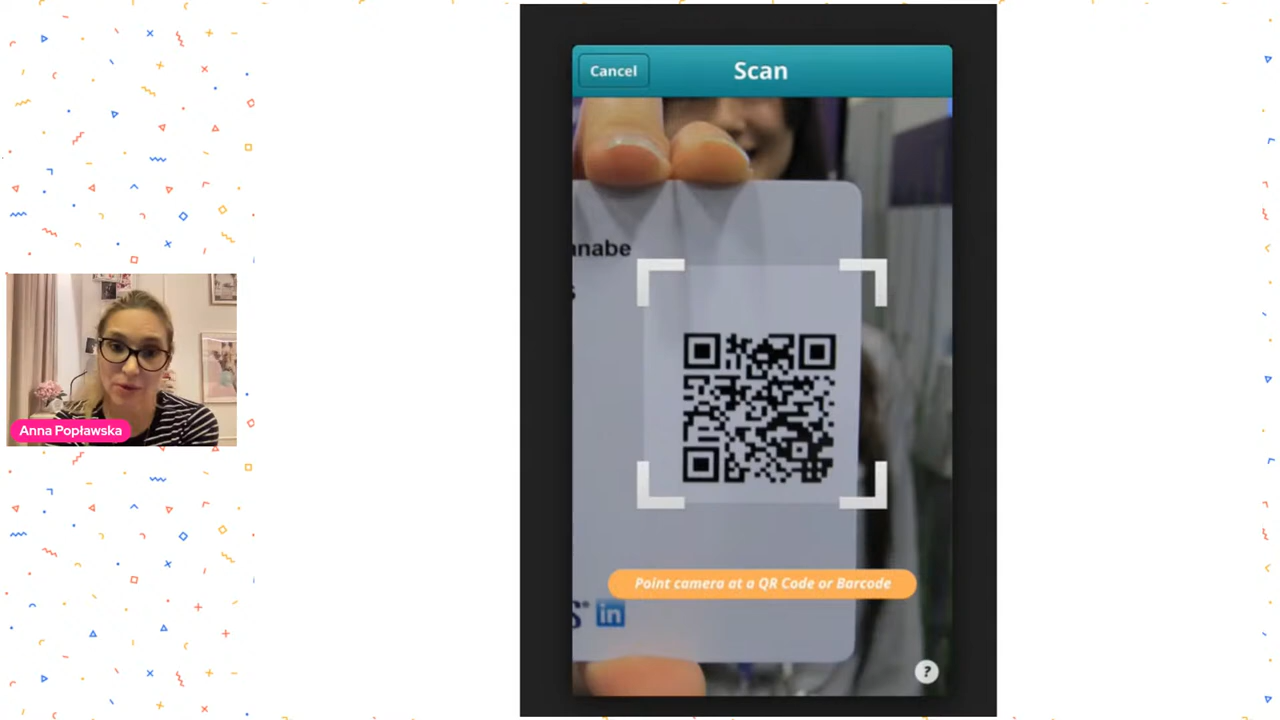 Cancel
Scan
anabe
s
Point camera at a QR Code or Barcode
S® in
?
Anna Popławska